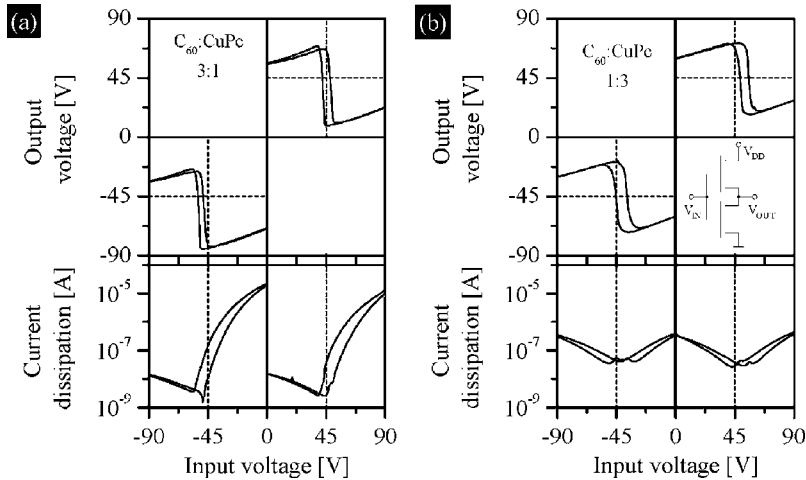 (a)
C60:CuPc
3:1
Output voltage [V]
90
45
0
-45
-90
Current dissipation [A]
10-5
10-7
10-9
-90 -45 0 45 90
Input voltage [V]
(b)
C60:CuPc
1:3
Output voltage [V]
90
45
0
-45
-90
VDD
VIN
VOUT
Current dissipation [A]
10-5
10-7
10-9
-90 -45 0 45 90
Input voltage [V]